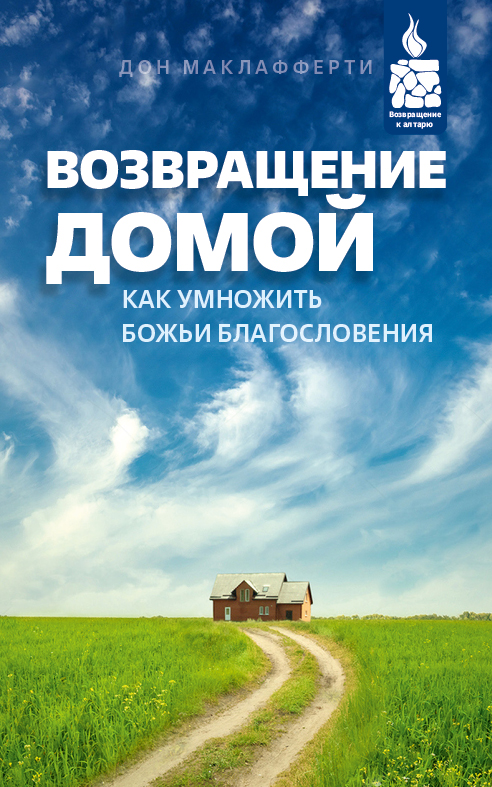 ДОН МАКЛАФФЕРТИ
Возвращение
к алтарю
ВОЗВРАЩЕНИЕ
ДОМОЙ
КАК УМНОЖИТЬ
БОЖЬИ БЛАГОСЛОВЕНИЯ